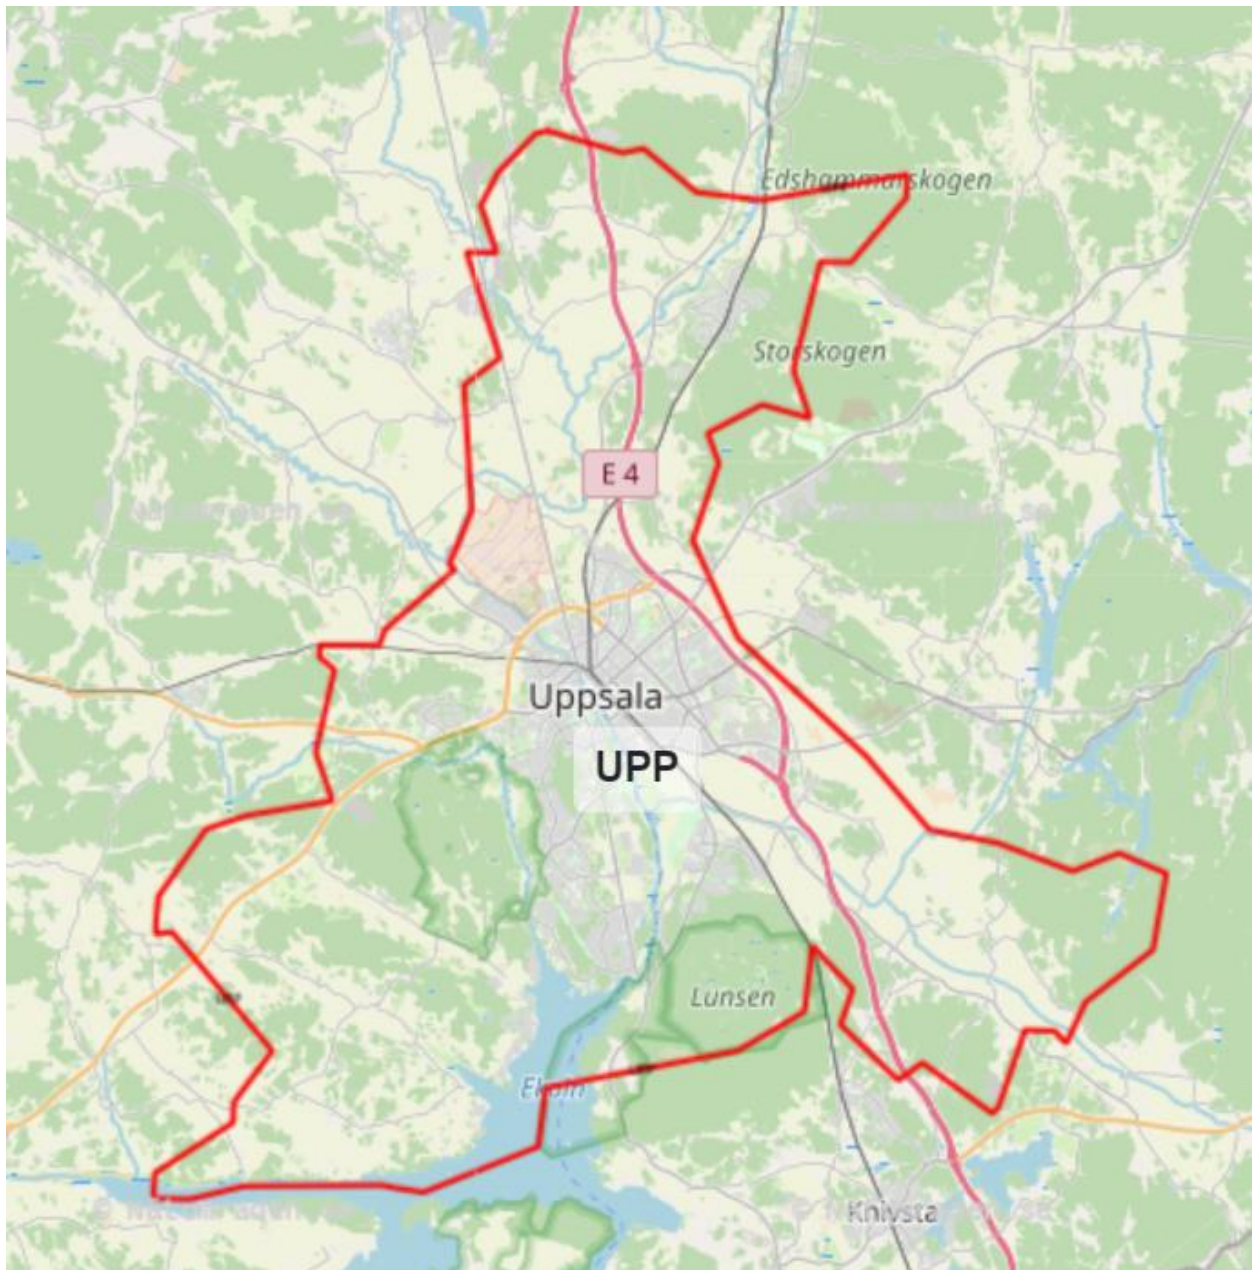 Edshammarskogen
Storskogen
E 4
Uppsala
UPP
Lunsen
Ekoln
Knivsta